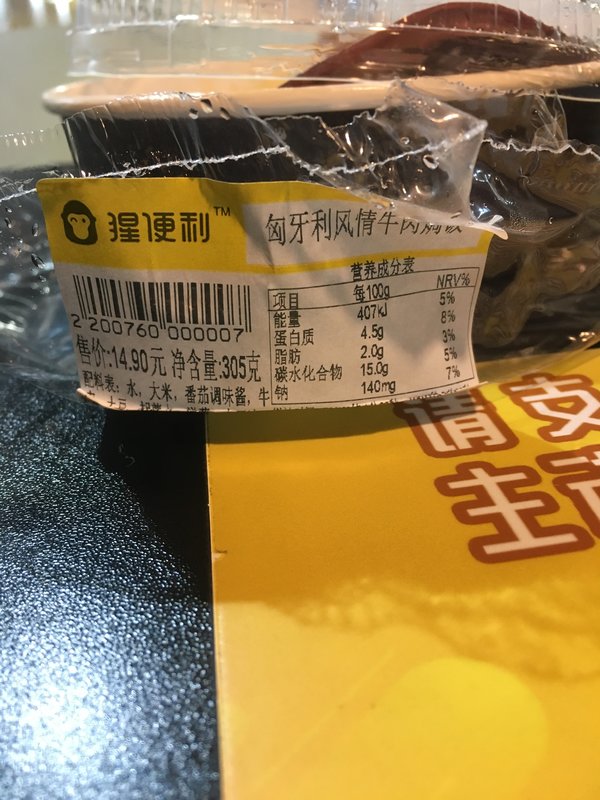 猩便利™
匈牙利风情牛肉焗饭
营养成分表
项目 每100g NRV%
能量 407kJ 5%
蛋白质 4.5g 8%
脂肪 2.0g 3%
碳水化合物 15.0g 5%
钠 140mg 7%
2 200760 000007
售价:14.90元 净含量:305克
配料表: 水, 大米, 番茄调味酱, 牛
请支
主